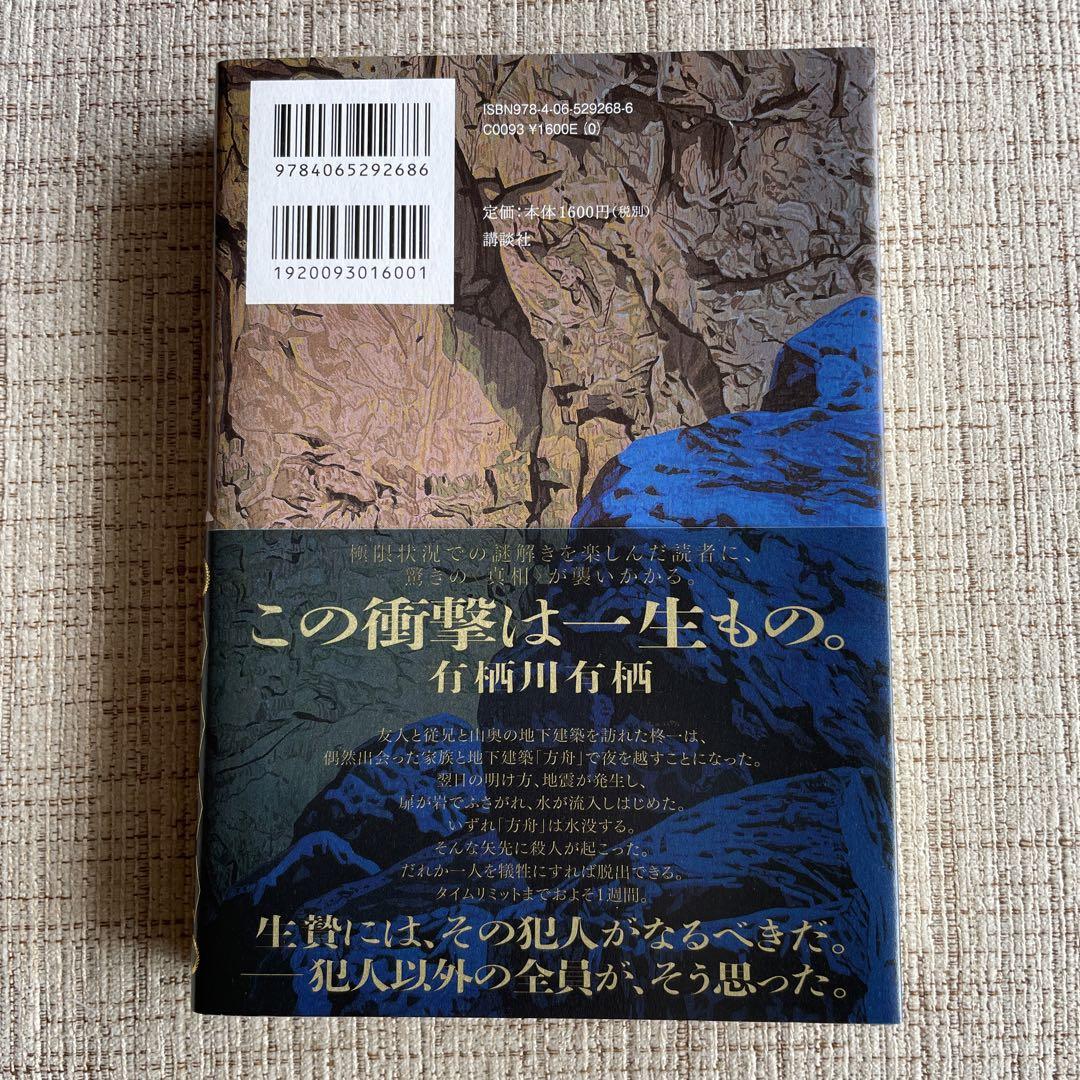 9784065292686
1920093016001
ISBN978-4-06-529268-6
C0093 ¥1600E (0)
定価:本体1600円(税別)
講談社
極限状況での謎解きを楽しんだ読者に、
驚きの〈真相〉が襲いかかる。
この衝撃は一生もの。
有栖川有栖
友人と従兄と山奥の地下建築を訪れた柊一は、
偶然出会った家族と地下建築「方舟」で夜を越すことになった。
翌日の明け方、地震が発生し、
扉が岩でふさがれ、水が流入しはじめた。
いずれ「方舟」は水没する。
そんな矢先に殺人が起こった。
だれか一人を犠牲にすれば脱出できる。
タイムリミットまでおよそ1週間。
生贄には、その犯人がなるべきだ。
――犯人以外の全員が、そう思った。